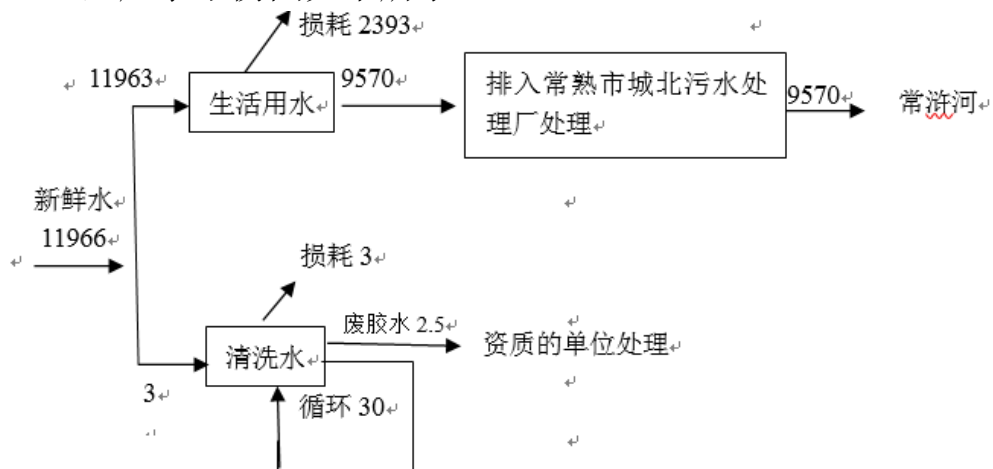 损耗 2393
11963
生活用水
9570
排入常熟市城北污水处
理厂处理
9570
常浒河
新鲜水
11966
损耗 3
废胶水 2.5
资质的单位处理
清洗水
3
循环 30